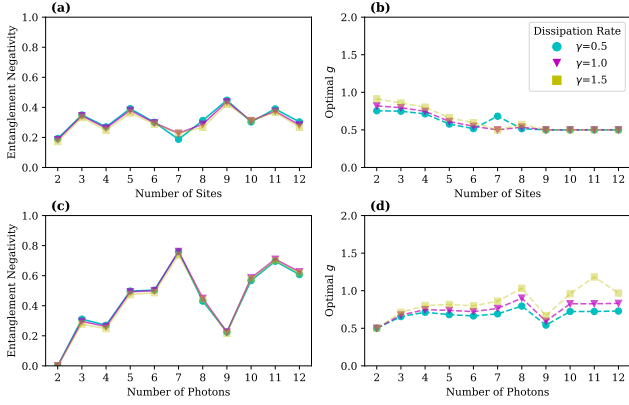 (a)
Entanglement Negativity
1.0
0.8
0.6
0.4
0.2
0.0
2 3 4 5 6 7 8 9 10 11 12
Number of Sites
(b)
Optimal g
2.0
1.5
1.0
0.5
0.0
2 3 4 5 6 7 8 9 10 11 12
Number of Sites
Dissipation Rate
γ=0.5
γ=1.0
γ=1.5
(c)
Entanglement Negativity
1.0
0.8
0.6
0.4
0.2
0.0
2 3 4 5 6 7 8 9 10 11 12
Number of Photons
(d)
Optimal g
2.0
1.5
1.0
0.5
0.0
2 3 4 5 6 7 8 9 10 11 12
Number of Photons